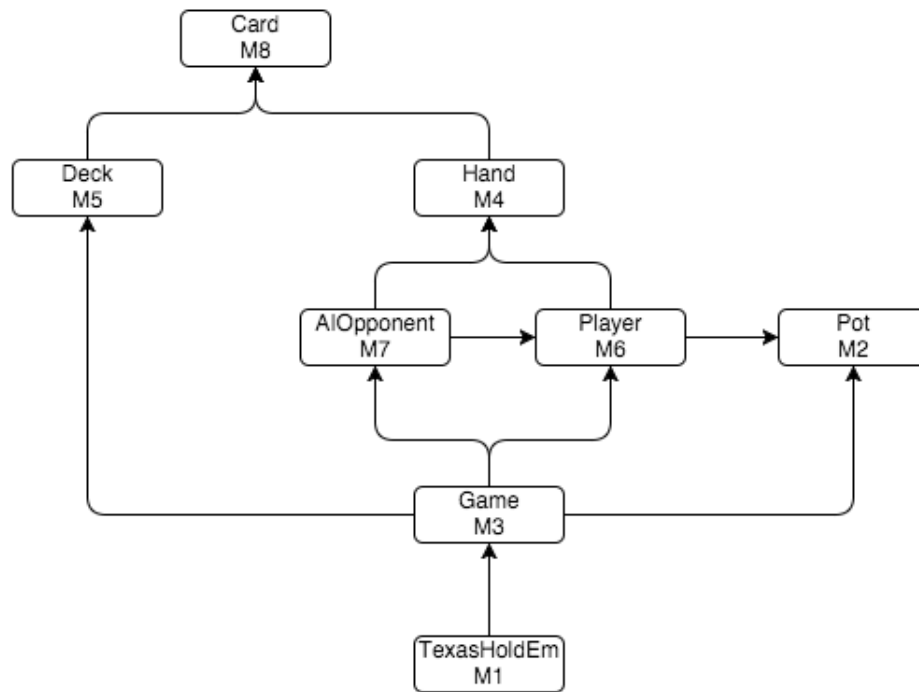 Card
M8
Deck
M5
Hand
M4
AIOpponent
M7
Player
M6
Pot
M2
Game
M3
TexasHoldEm
M1